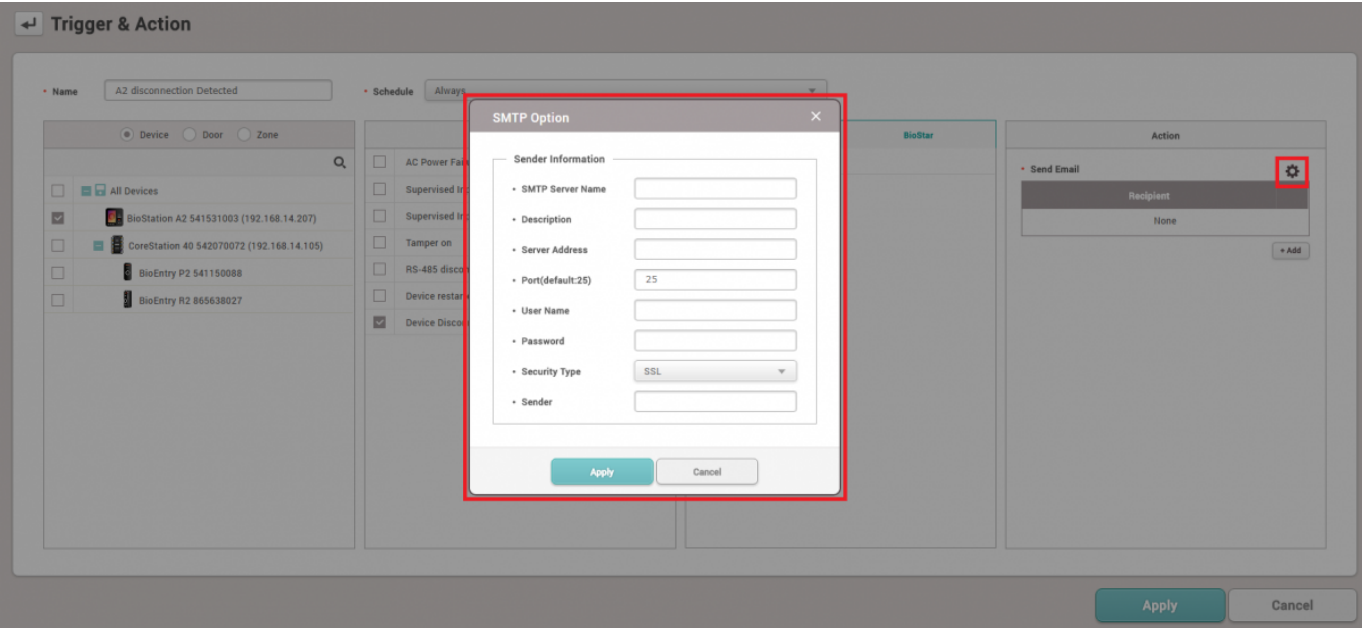 Trigger & Action
• Name A2 disconnection Detected • Schedule Always
Device Door Zone
All Devices
BioStation A2 541531003 (192.168.14.207)
CoreStation 40 542070072 (192.168.14.105)
BioEntry P2 541150088
BioEntry R2 865638027
AC Power Fai
Supervised In
Supervised In
Tamper on
RS-485 disco
Device restar
Device Disco
SMTP Option
Sender Information
• SMTP Server Name
• Description
• Server Address
• Port(default:25) 25
• User Name
• Password
• Security Type SSL
• Sender
Apply Cancel
BioStar
Action
• Send Email
Recipient
None
+ Add
Apply Cancel